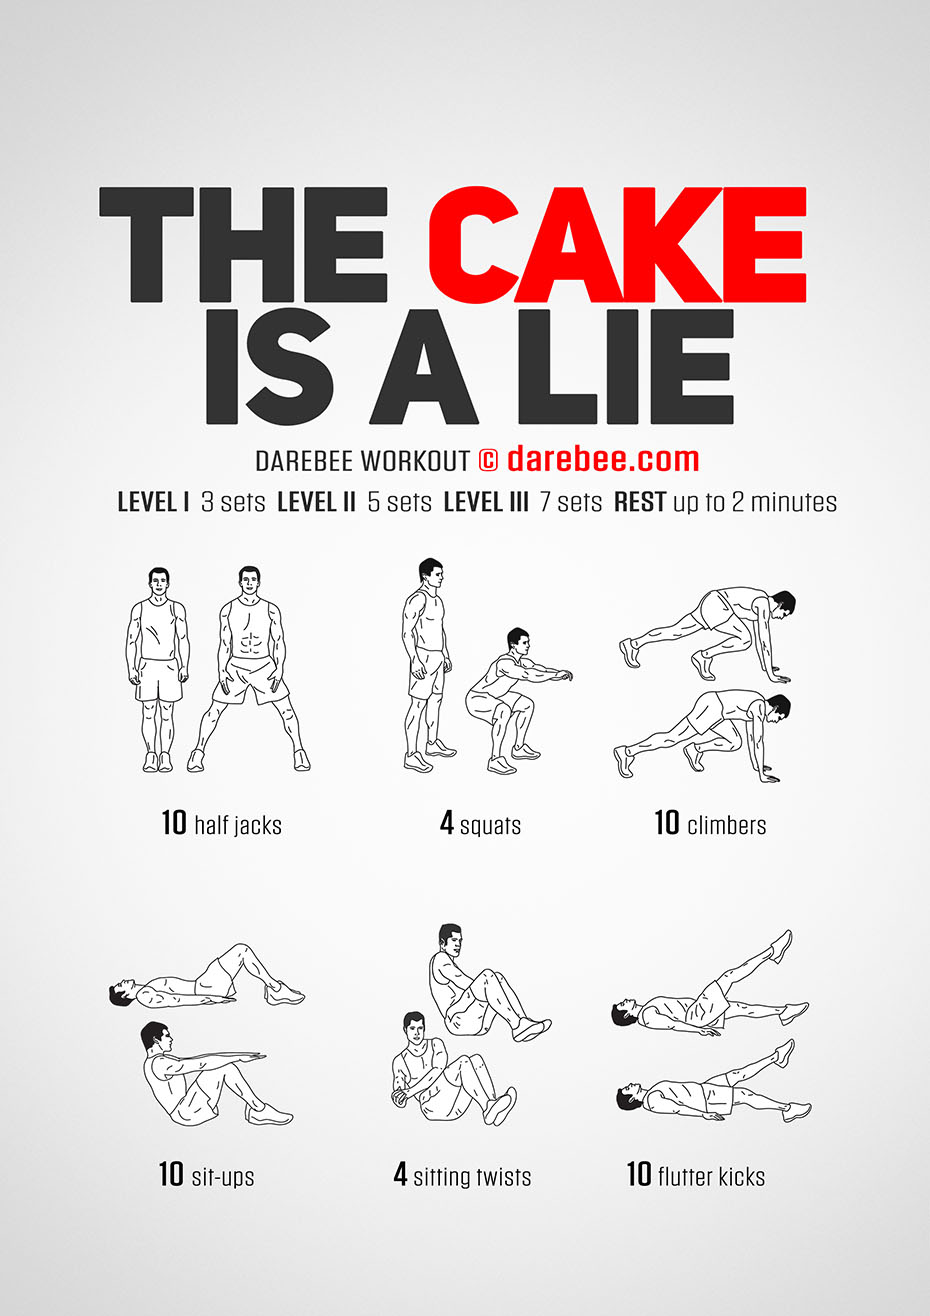 THE CAKE
IS A LIE
DAREBEE WORKOUT © darebee.com
LEVEL I 3 sets LEVEL II 5 sets LEVEL III 7 sets REST up to 2 minutes
10 half jacks
4 squats
10 climbers
10 sit-ups
4 sitting twists
10 flutter kicks